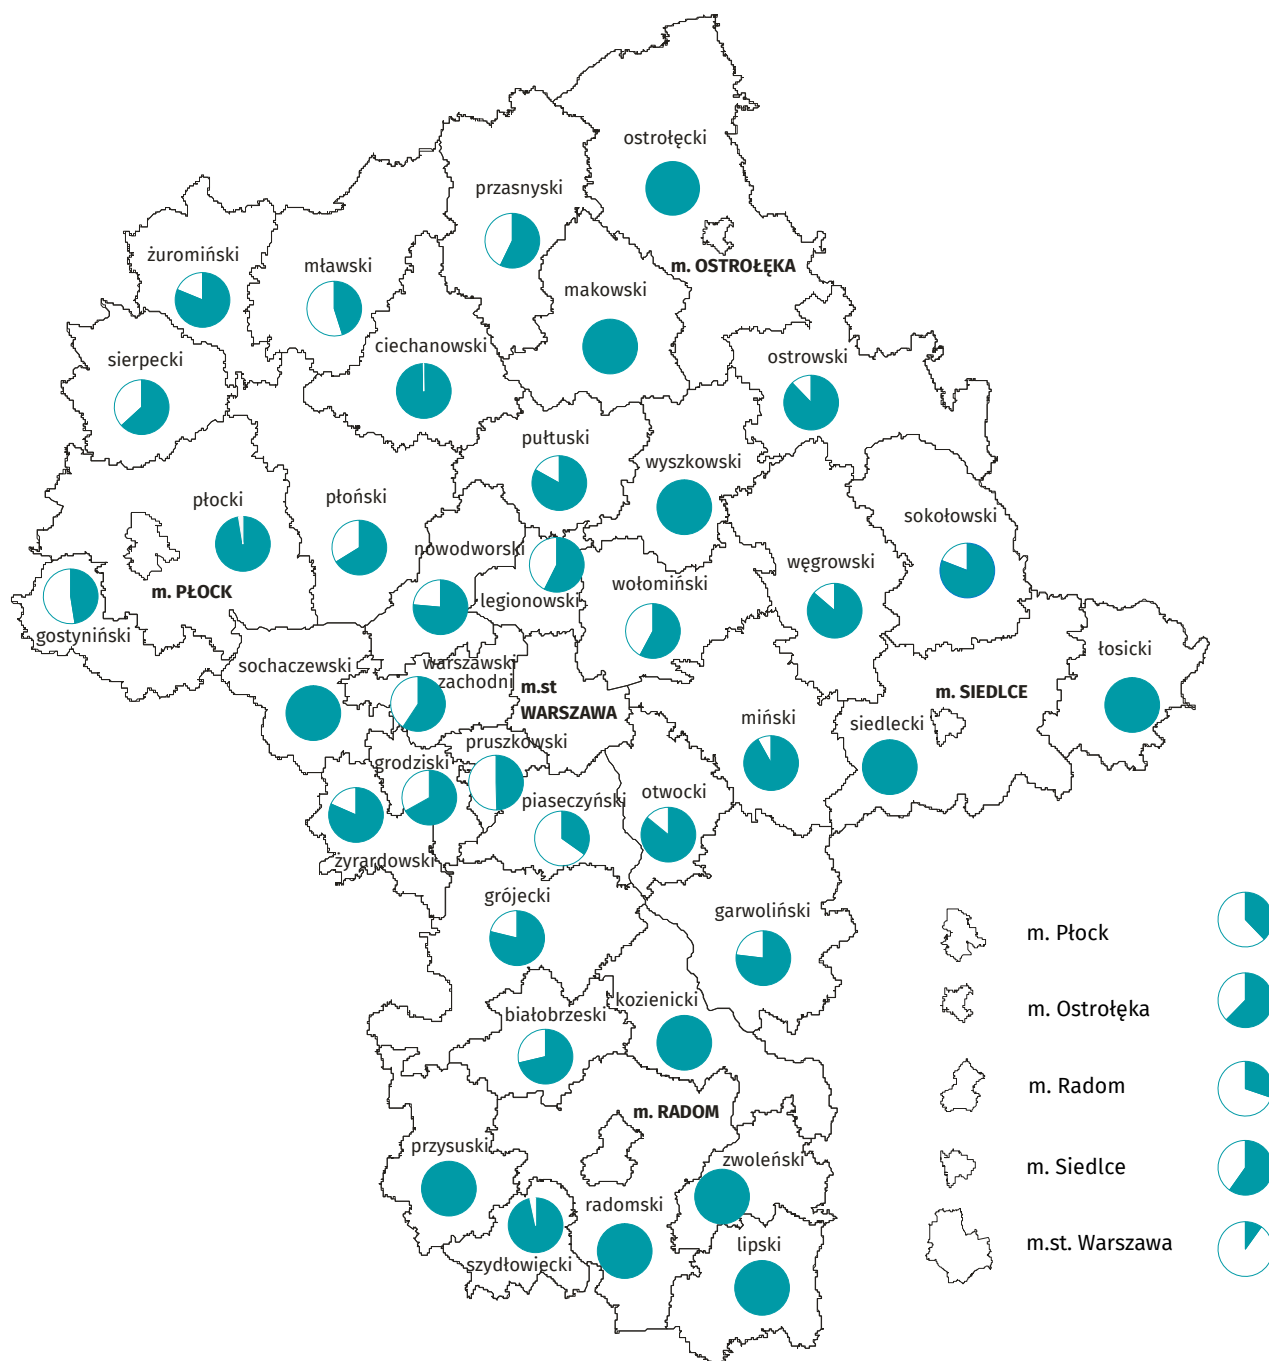 ostrołęcki
przasnyski
żuromiński
mławski
m. OSTROŁĘKA
makowski
ciechanowski
sierpecki
ostrowski
pułtuski
wyszkowski
płocki
płoński
sokołowski
nowodworski
węgrowski
wołomiński
m. PŁOCK
legionowski
gostyniński
sochaczewski
warszawski
zachodni
łosicki
m.st
WARSZAWA
m. SIEDLCE
miński
siedlecki
pruszkowski
grodziski
otwocki
piaseczyński
żyrardowski
grójecki
garwoliński
m. Płock
kozienicki
m. Ostrołęka
białobrzeski
m. Radom
m. RADOM
przysuski
zwoleński
m. Siedlce
radomski
lipski
m.st. Warszawa
szydłowiecki